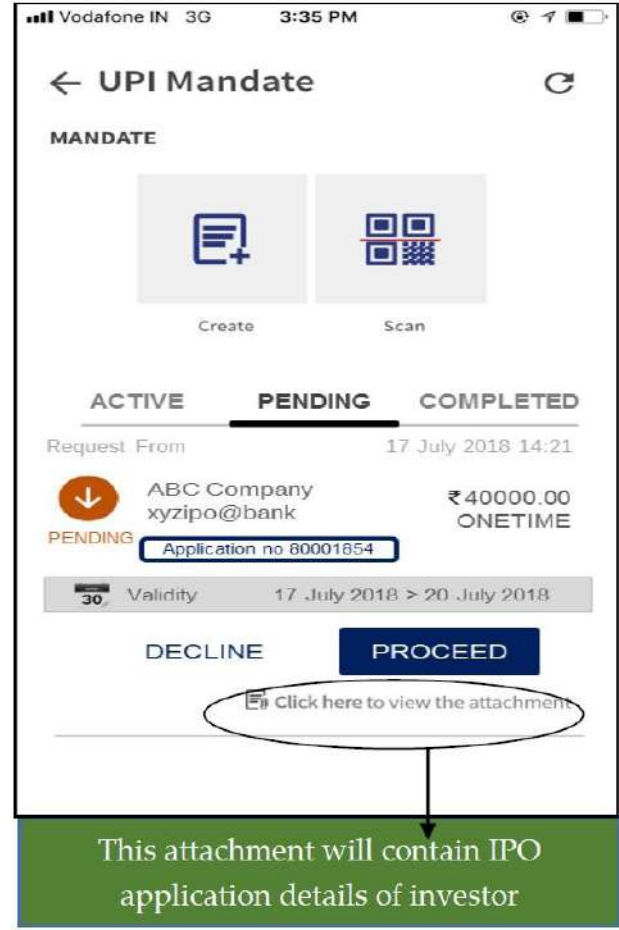 Vodafone IN 3G 3:35 PM
← UPI Mandate
MANDATE
Create Scan
ACTIVE PENDING COMPLETED
Request From 17 July 2018 14:21
ABC Company ₹40000.00
xyzipo@bank ONETIME
PENDING
Application no 80001854
30 Validity 17 July 2018 > 20 July 2018
DECLINE PROCEED
Click here to view the attachment
This attachment will contain IPO
application details of investor